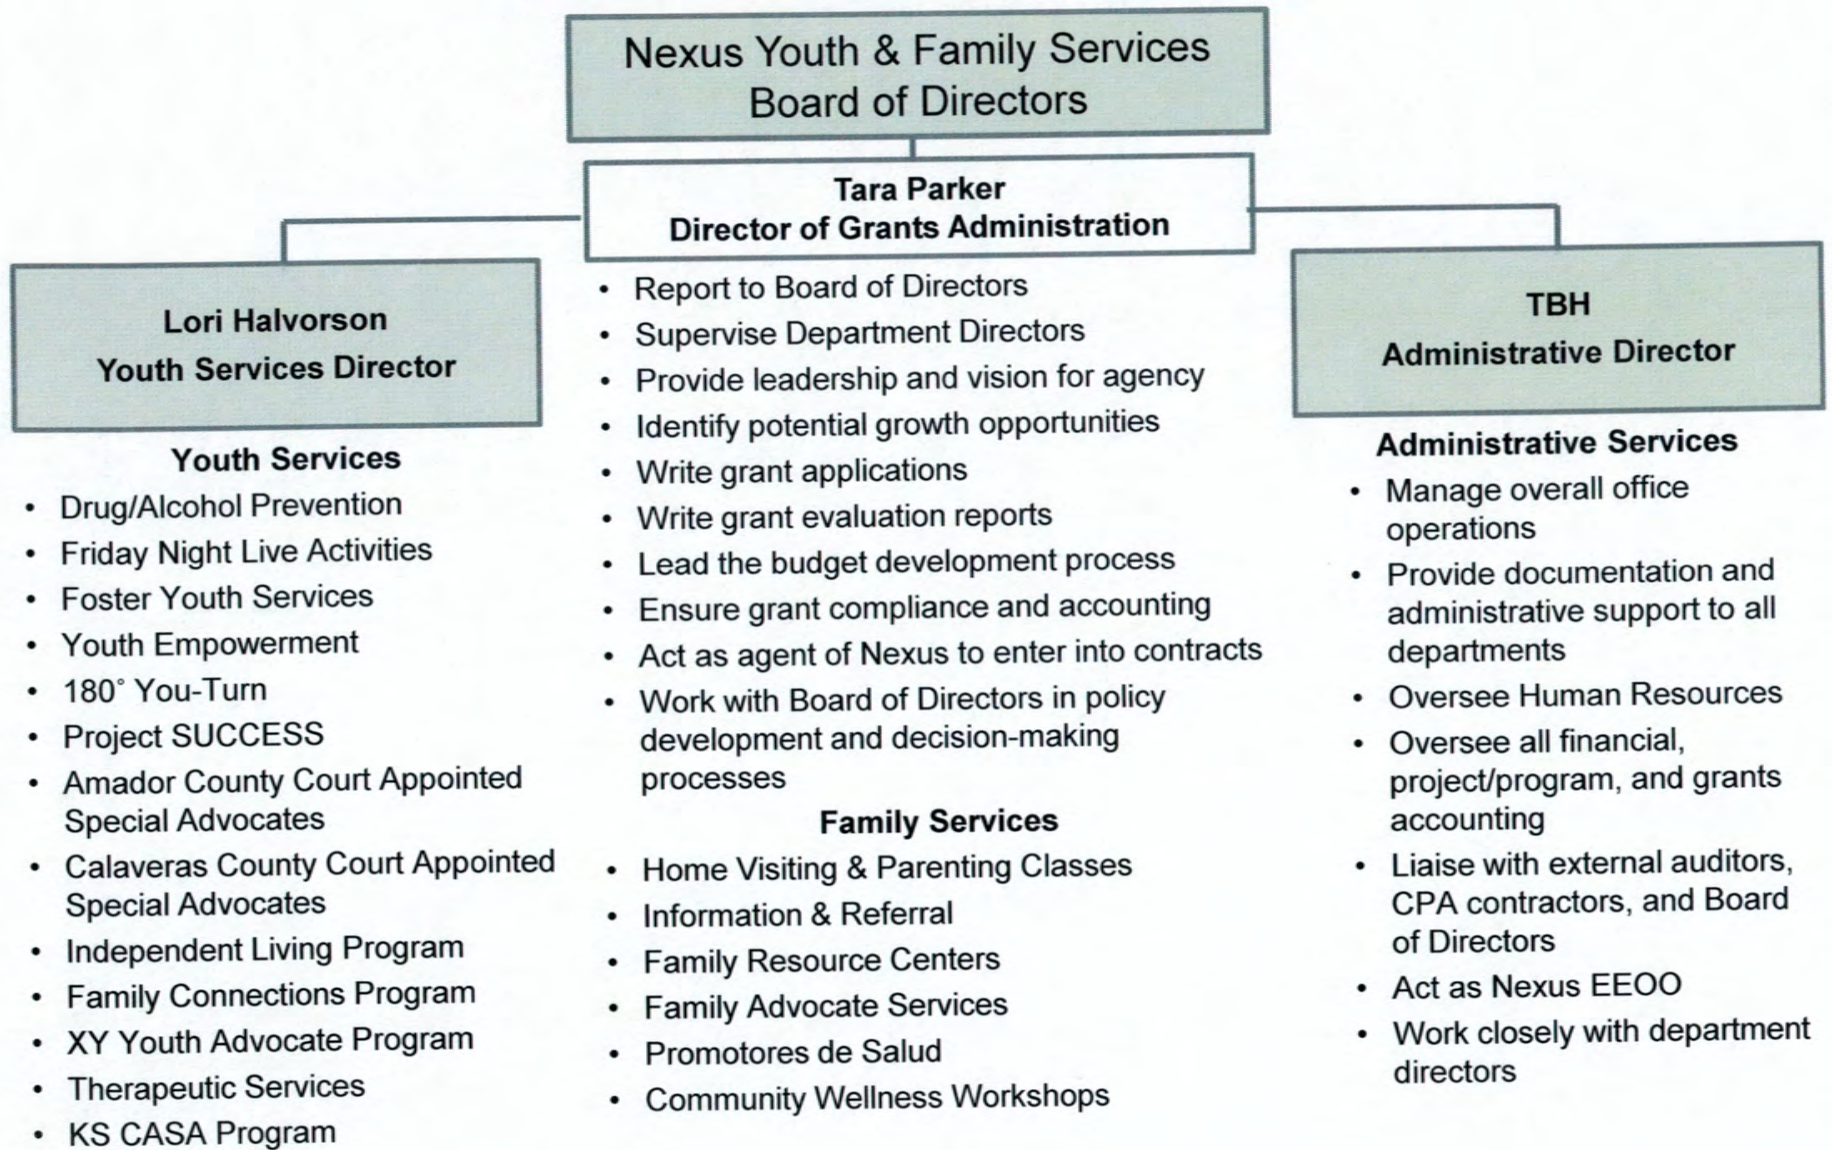 Nexus Youth & Family Services
Board of Directors
Tara Parker
Director of Grants Administration
Lori Halvorson
Youth Services Director
TBH
Administrative Director
Youth Services
• Drug/Alcohol Prevention
• Friday Night Live Activities
• Foster Youth Services
• Youth Empowerment
• 180° You-Turn
• Project SUCCESS
• Amador County Court Appointed
Special Advocates
• Calaveras County Court Appointed
Special Advocates
• Independent Living Program
• Family Connections Program
• XY Youth Advocate Program
• Therapeutic Services
• KS CASA Program
• Report to Board of Directors
• Supervise Department Directors
• Provide leadership and vision for agency
• Identify potential growth opportunities
• Write grant applications
• Write grant evaluation reports
• Lead the budget development process
• Ensure grant compliance and accounting
• Act as agent of Nexus to enter into contracts
• Work with Board of Directors in policy
development and decision-making
processes
Family Services
• Home Visiting & Parenting Classes
• Information & Referral
• Family Resource Centers
• Family Advocate Services
• Promotores de Salud
• Community Wellness Workshops
Administrative Services
• Manage overall office
operations
• Provide documentation and
administrative support to all
departments
• Oversee Human Resources
• Oversee all financial,
project/program, and grants
accounting
• Liaise with external auditors,
CPA contractors, and Board
of Directors
• Act as Nexus EEOO
• Work closely with department
directors